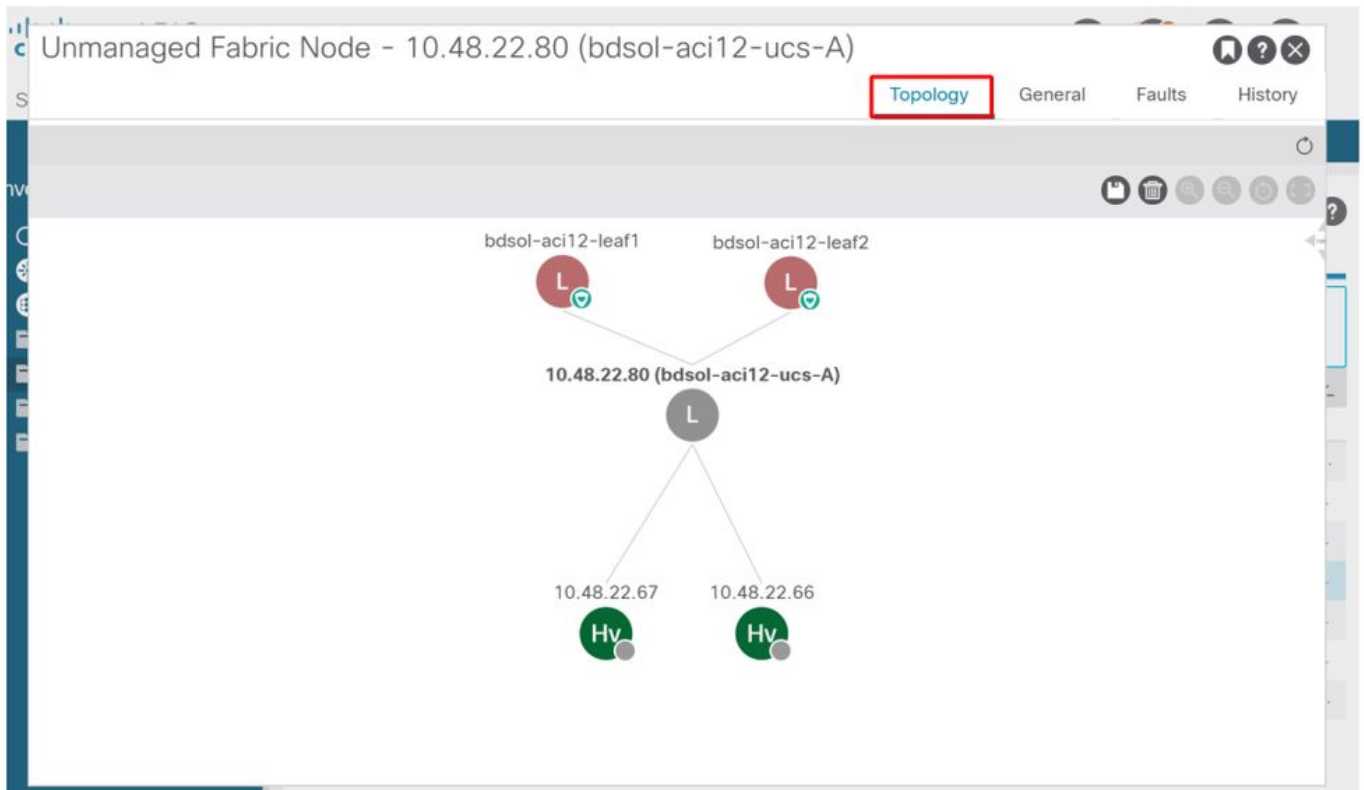 Unmanaged Fabric Node - 10.48.22.80 (bdsol-aci12-ucs-A)
Topology General Faults History
bdsol-aci12-leaf1 bdsol-aci12-leaf2
L L
10.48.22.80 (bdsol-aci12-ucs-A)
L
10.48.22.67 10.48.22.66
Hv Hv